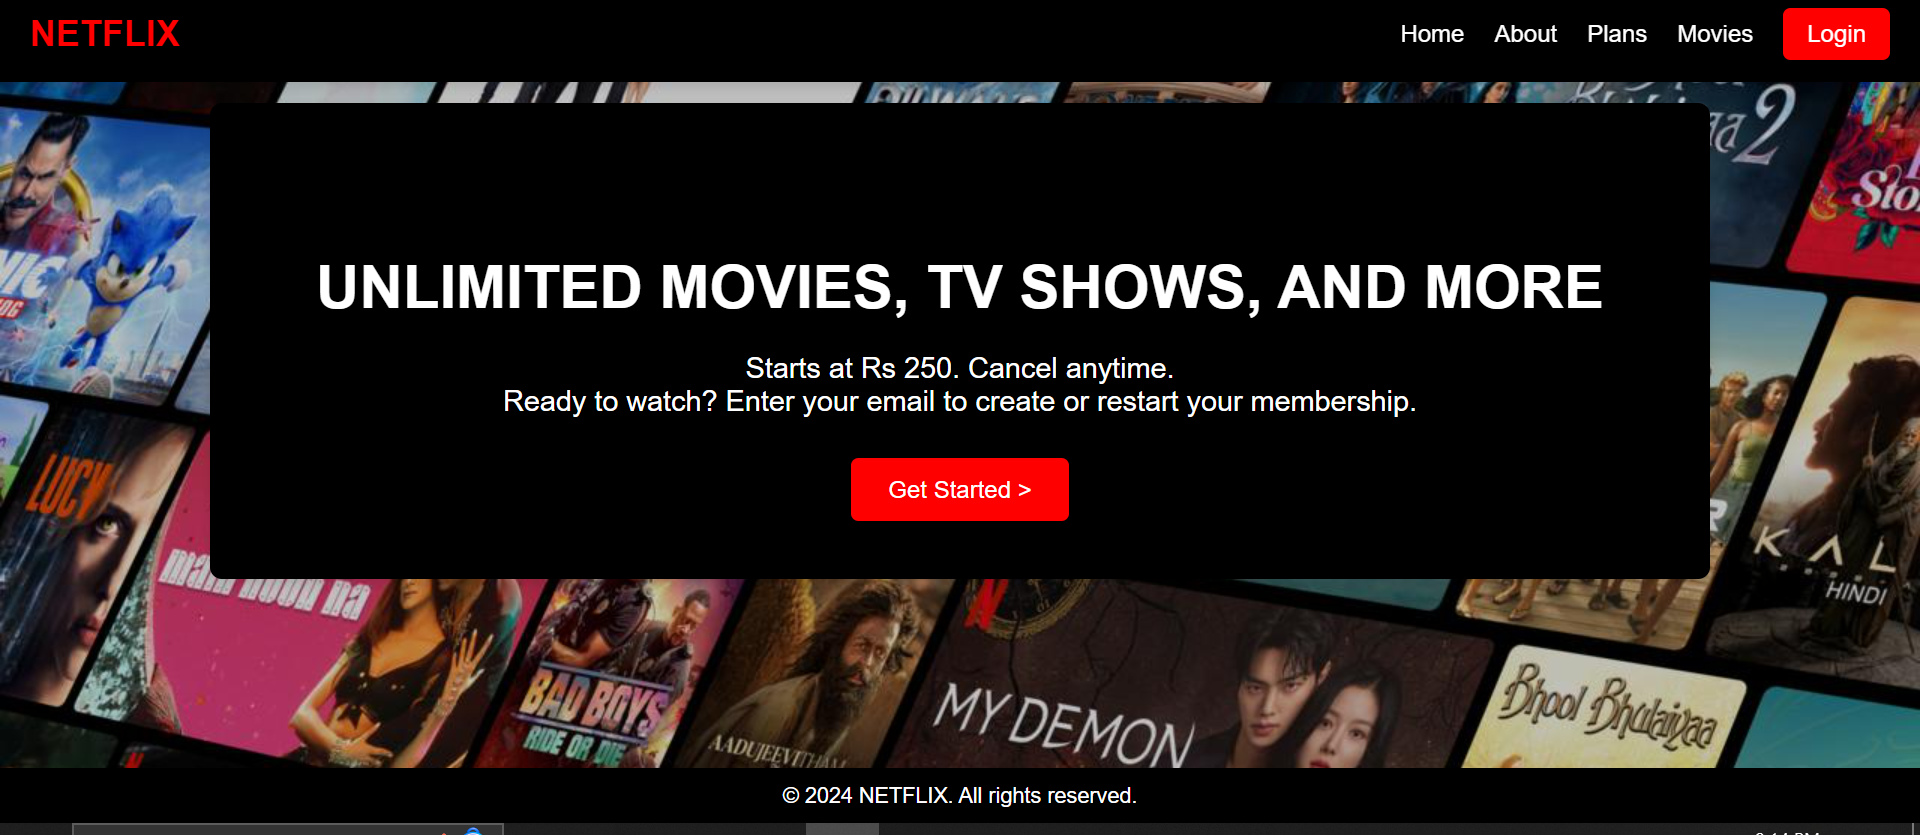 NETFLIX
Home About Plans Movies Login
2
UNLIMITED MOVIES, TV SHOWS, AND MORE
Starts at Rs 250. Cancel anytime.
Ready to watch? Enter your email to create or restart your membership.
Get Started >
LUCY
main hoon na
BAD BOYS
RIDE OR DIE
AADUJEEVITHAM
MY DEMON
KAL
HINDI
Bhool Bhulaiyaa
© 2024 NETFLIX. All rights reserved.